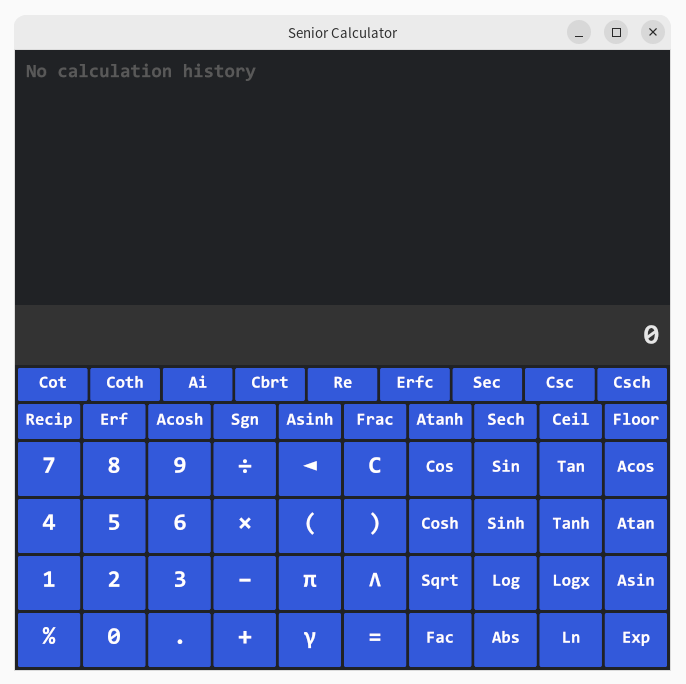 Senior Calculator
No calculation history
0
Cot Coth Ai Cbrt Re Erfc Sec Csc Csch
Recip Erf Acosh Sgn Asinh Frac Atanh Sech Ceil Floor
7 8 9 ÷ ◄ C Cos Sin Tan Acos
4 5 6 × ( ) Cosh Sinh Tanh Atan
1 2 3 − π Λ Sqrt Log Logx Asin
% 0 . + γ = Fac Abs Ln Exp